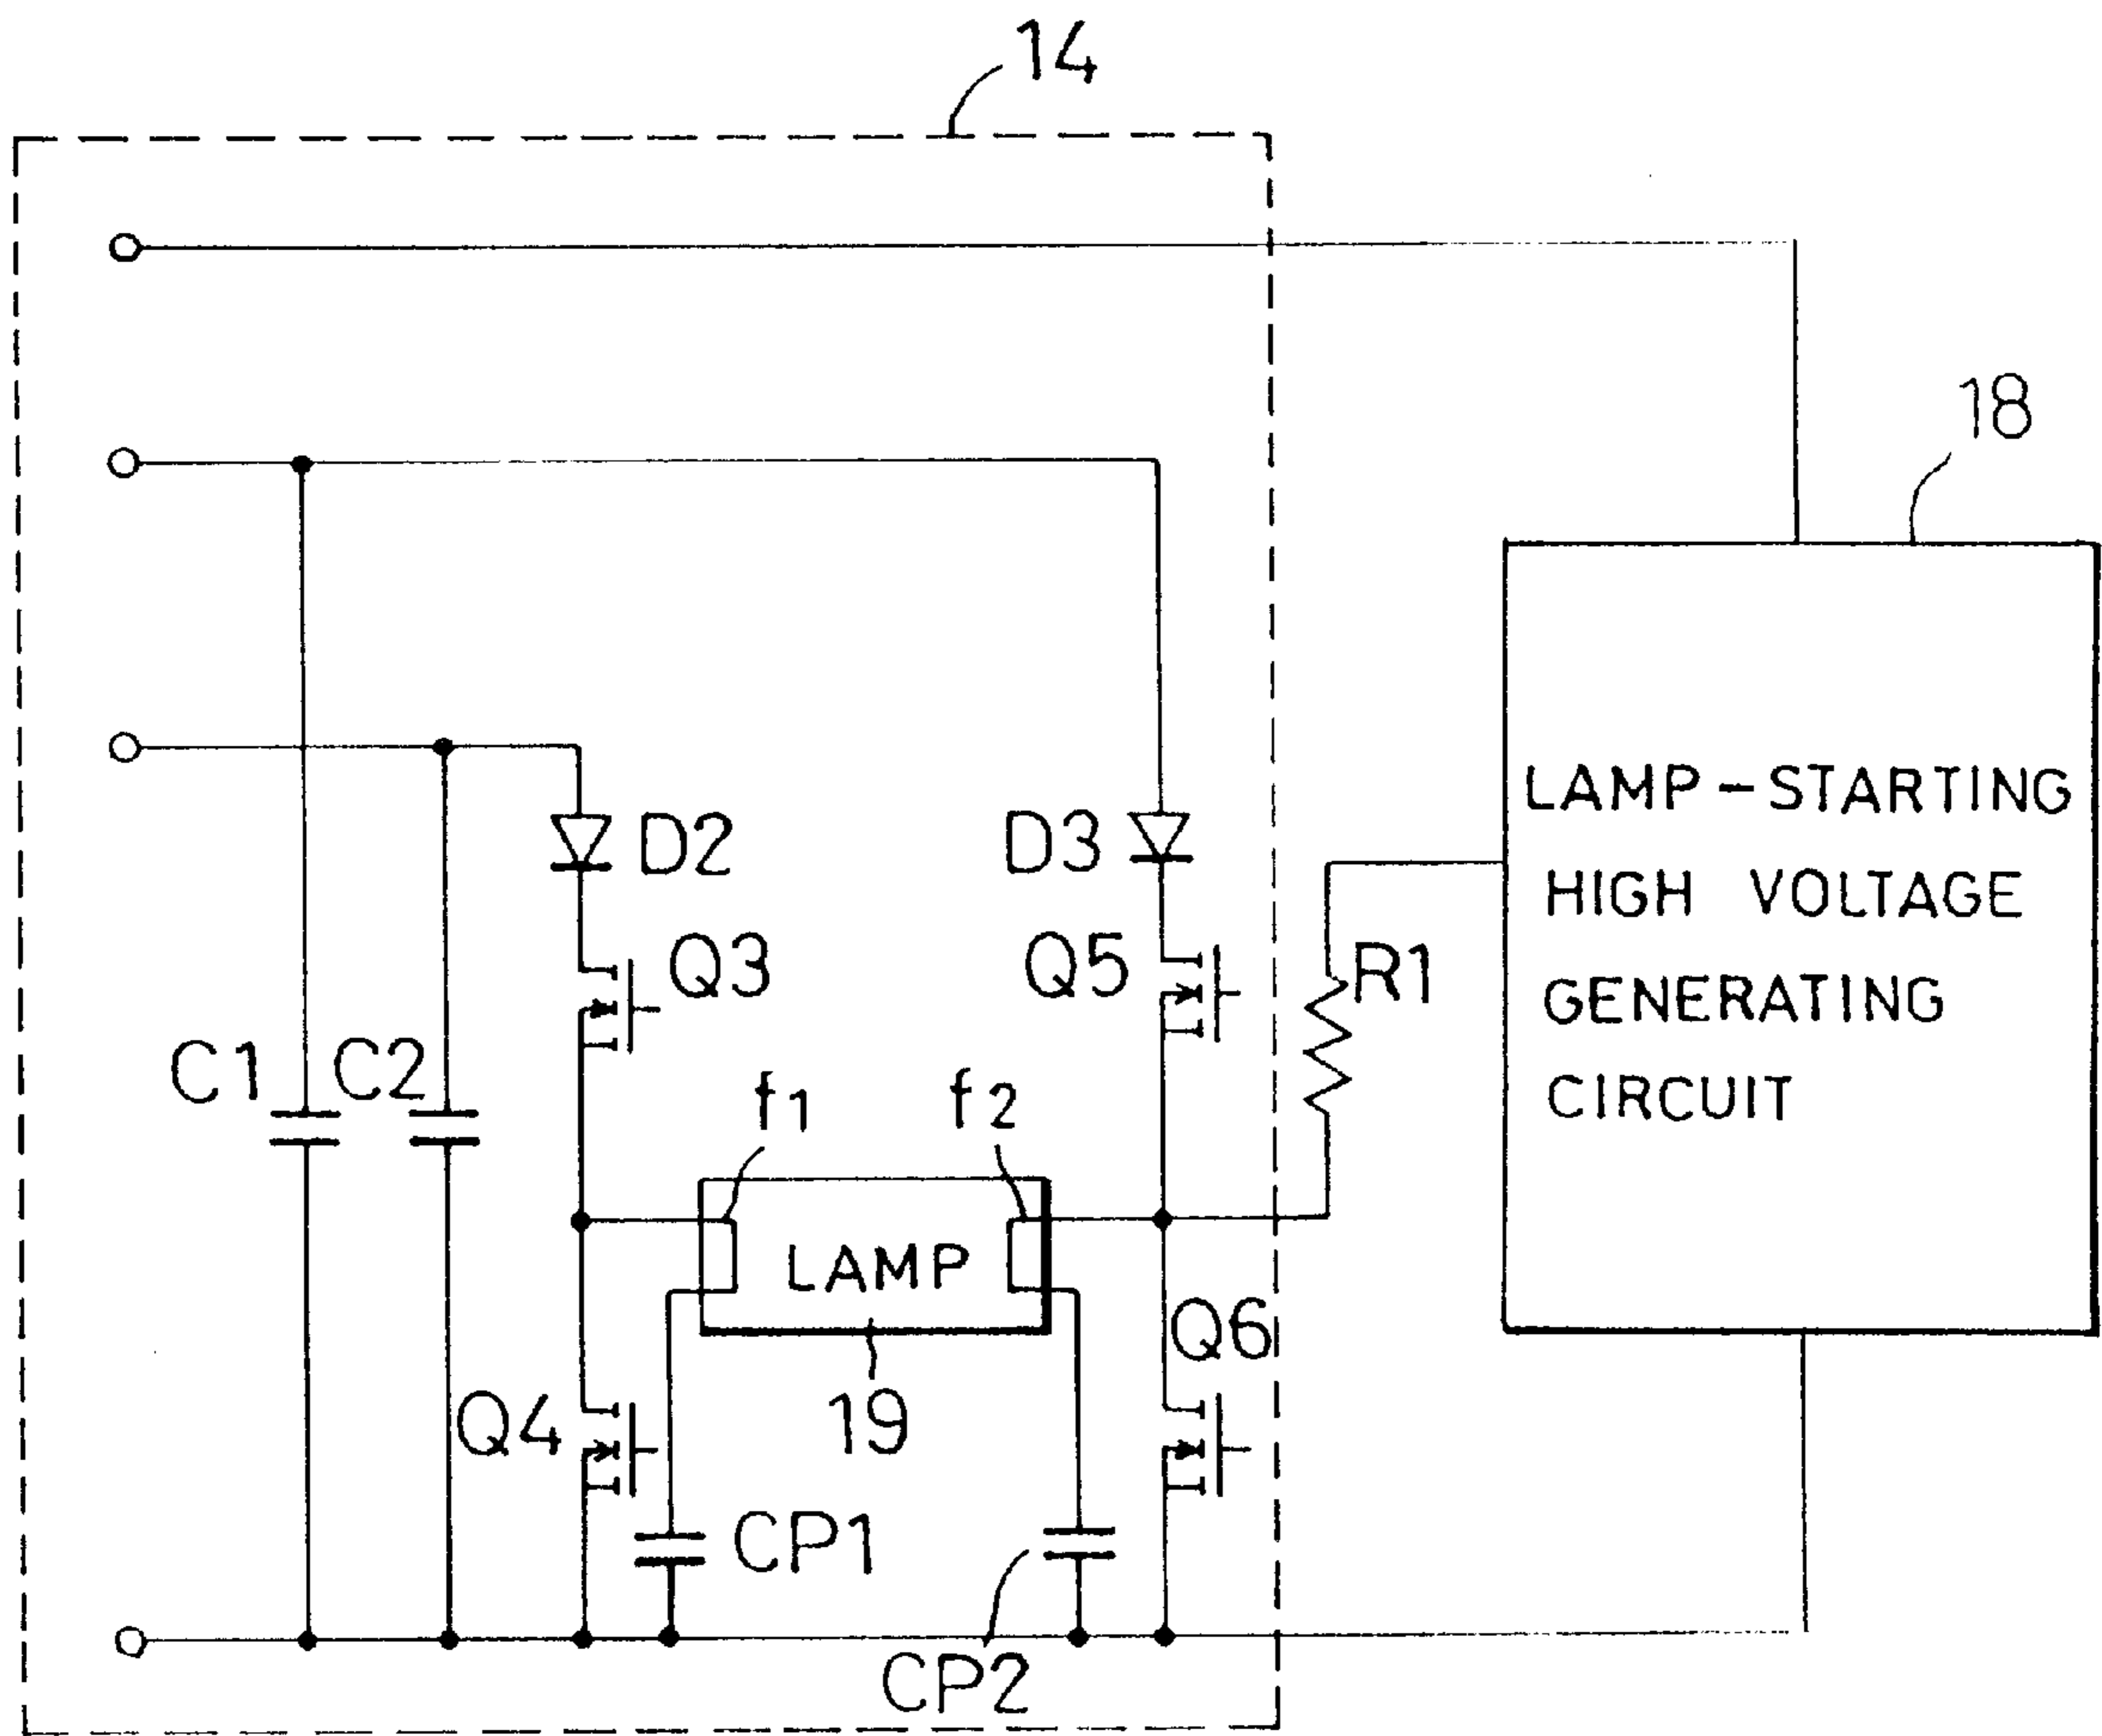 14
18
LAMP-STARTING
HIGH VOLTAGE
GENERATING
CIRCUIT
D2
D3
Q3
Q5
R1
C1
C2
f1
f2
LAMP
Q6
Q4
19
CP1
CP2